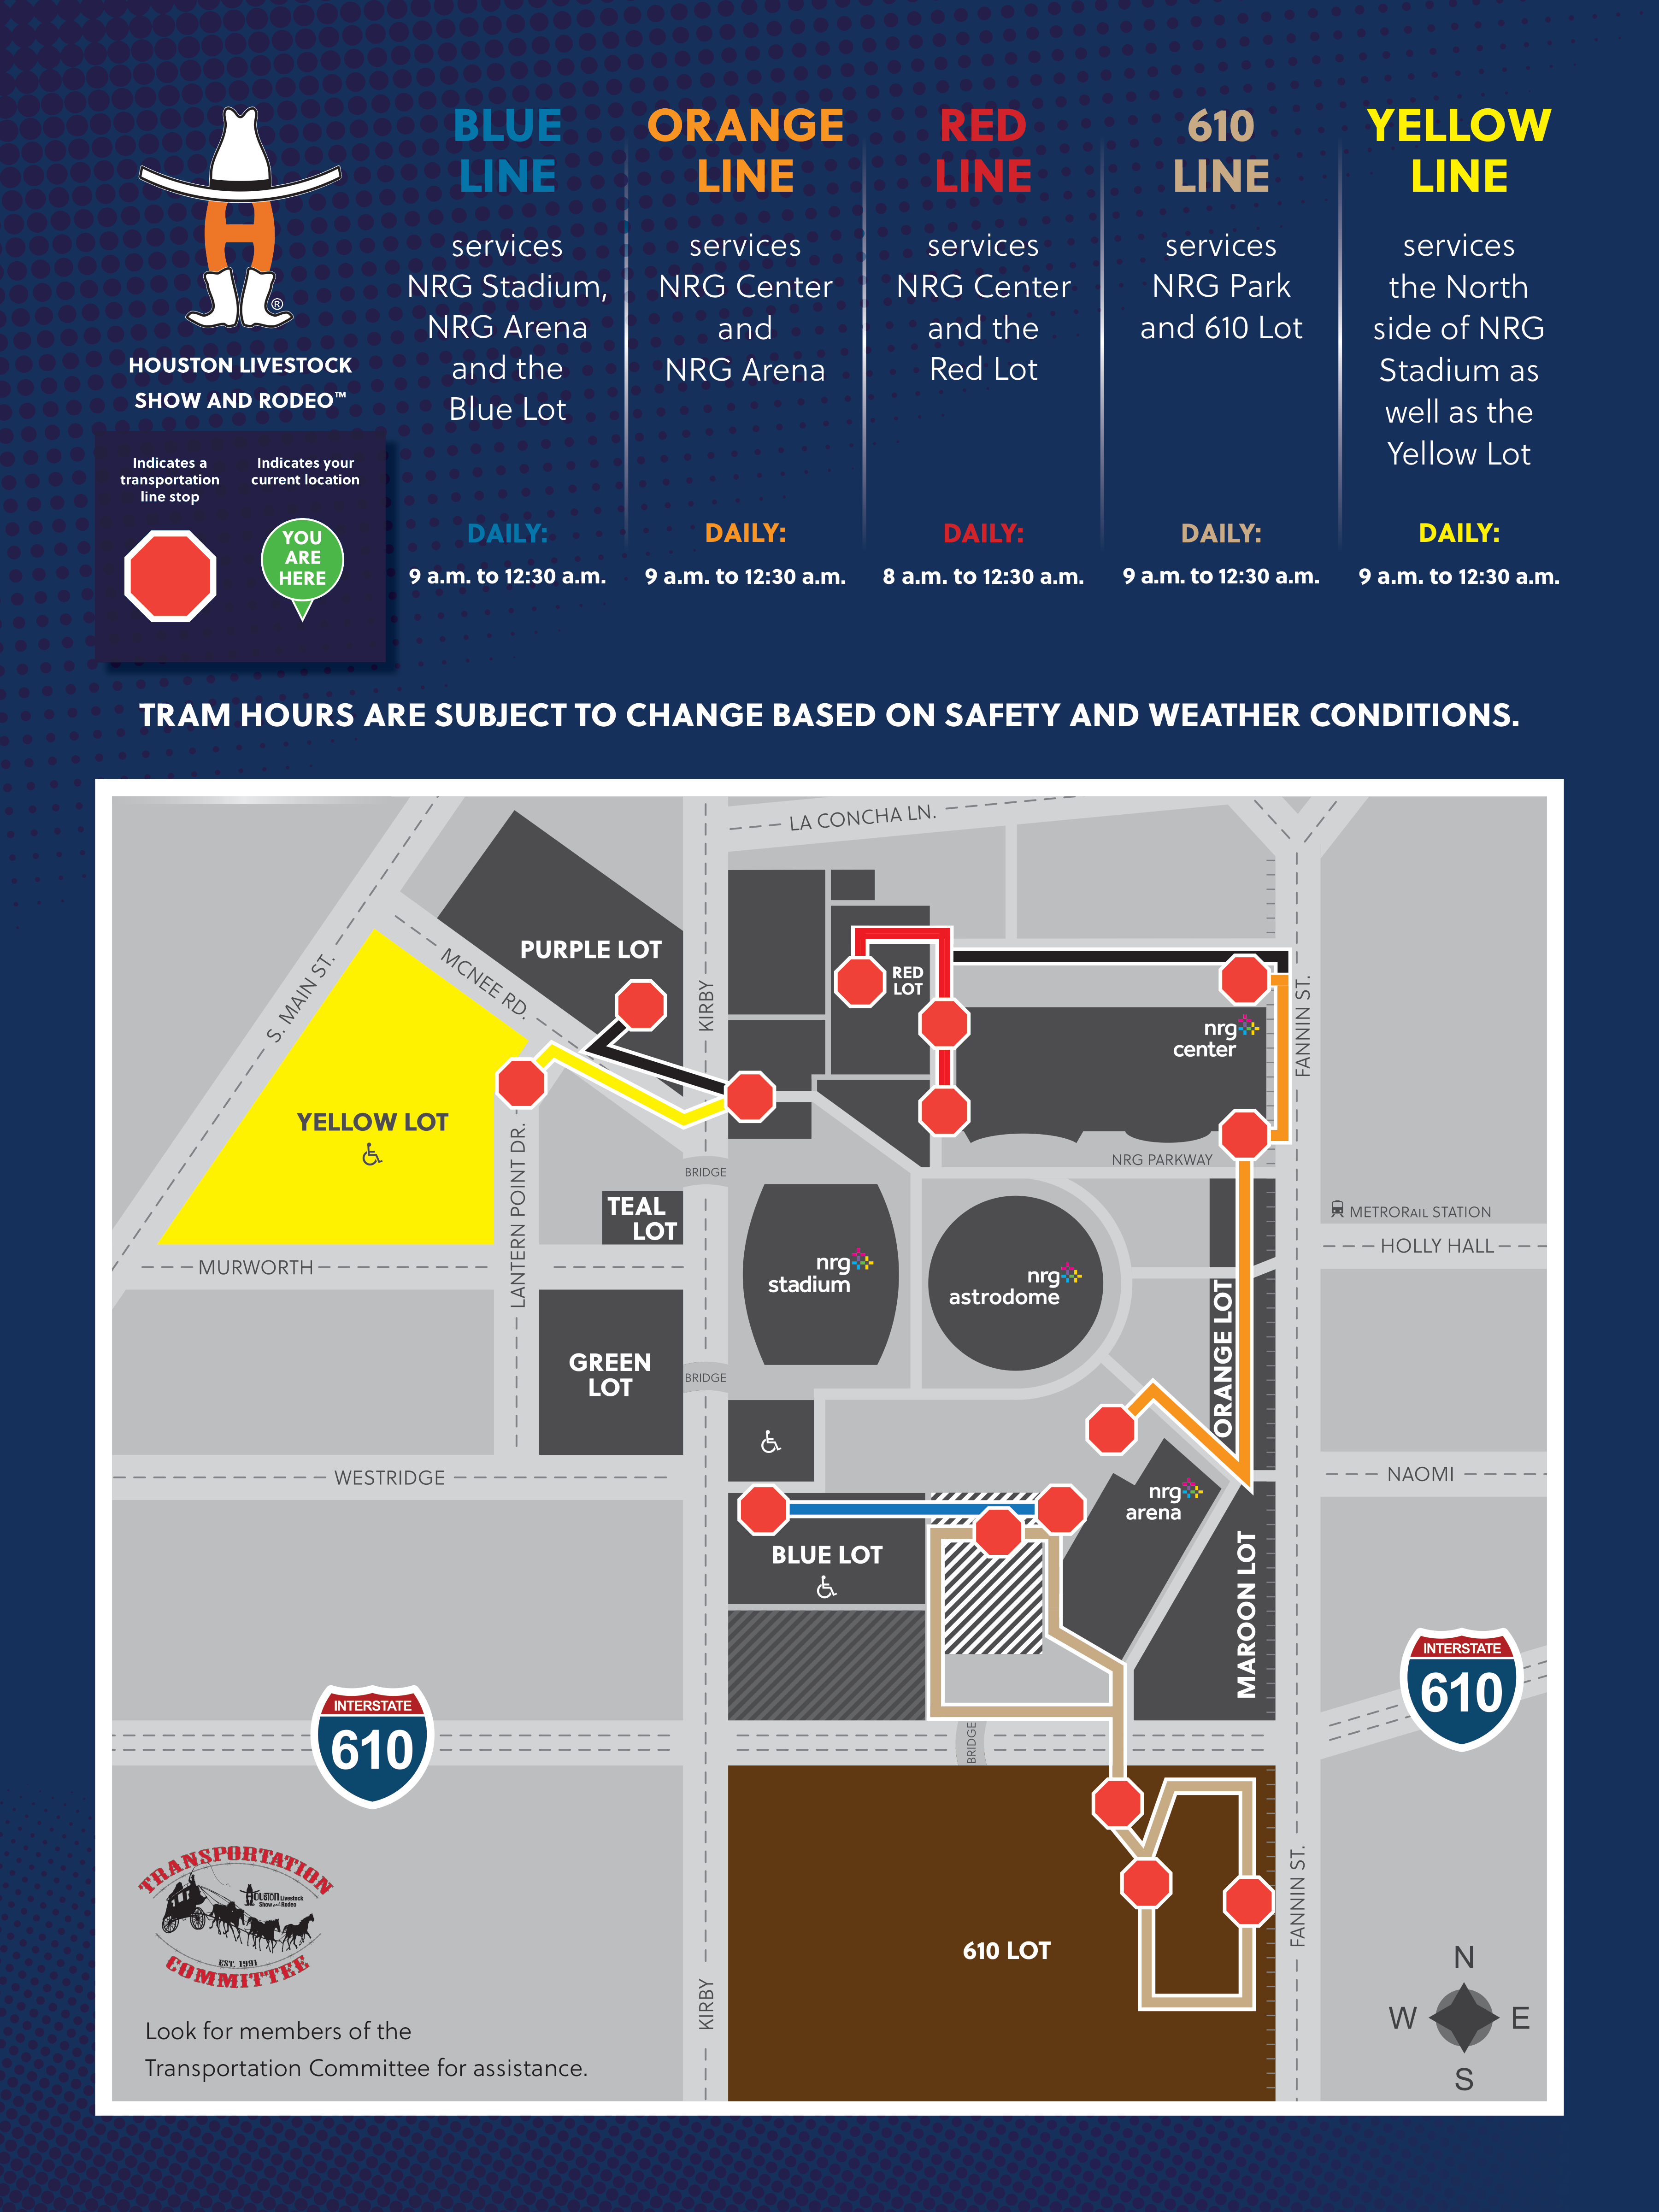 BLUE
LINE
services
NRG Stadium,
NRG Arena
and the
Blue Lot
DAILY:
9 a.m. to 12:30 a.m.
ORANGE
LINE
services
NRG Center
and
NRG Arena
DAILY:
9 a.m. to 12:30 a.m.
RED
LINE
services
NRG Center
and the
Red Lot
DAILY:
8 a.m. to 12:30 a.m.
610
LINE
services
NRG Park
and 610 Lot
DAILY:
9 a.m. to 12:30 a.m.
YELLOW
LINE
services
the North
side of NRG
Stadium as
well as the
Yellow Lot
DAILY:
9 a.m. to 12:30 a.m.
®
HOUSTON LIVESTOCK
SHOW AND RODEO™
Indicates a
transportation
line stop
Indicates your
current location
YOU
ARE
HERE
TRAM HOURS ARE SUBJECT TO CHANGE BASED ON SAFETY AND WEATHER CONDITIONS.
LA CONCHA LN.
S. MAIN ST.
MCNEE RD.
PURPLE LOT
KIRBY
RED
LOT
nrg
center
FANNIN ST.
YELLOW LOT
LANTERN POINT DR.
BRIDGE
NRG PARKWAY
TEAL
LOT
METRORAIL STATION
HOLLY HALL
MURWORTH
nrg
stadium
nrg
astrodome
ORANGE LOT
GREEN
LOT
BRIDGE
WESTRIDGE
NAOMI
nrg
arena
BLUE LOT
MAROON LOT
INTERSTATE
610
INTERSTATE
610
BRIDGE
TRANSPORTATION
HOUSTON Livestock
Show and Rodeo
EST. 1991
COMMITTEE
610 LOT
FANNIN ST.
KIRBY
Look for members of the
Transportation Committee for assistance.
N
W
E
S